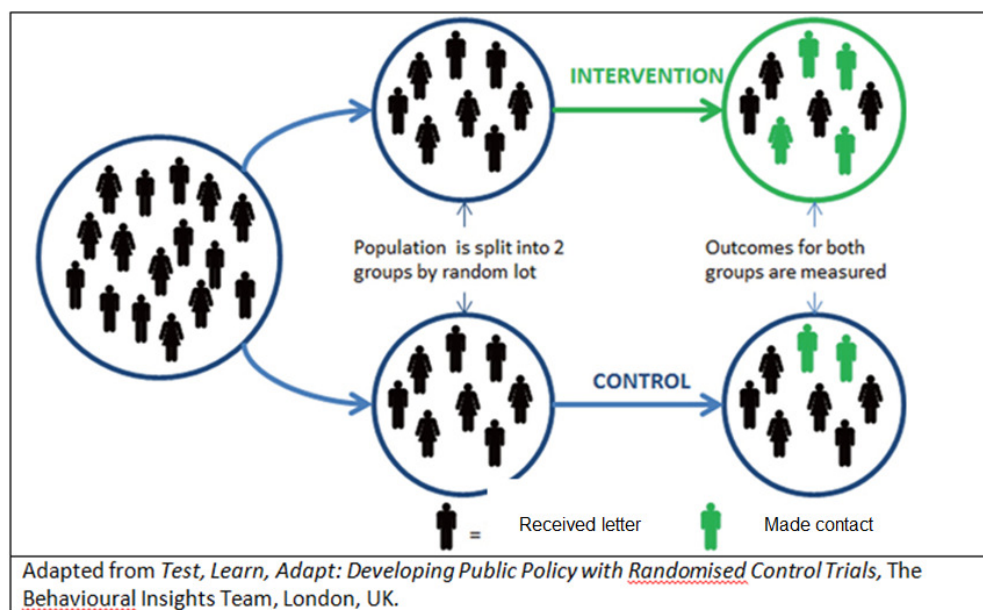 INTERVENTION
Population is split into 2
groups by random lot
Outcomes for both
groups are measured
CONTROL
= Received letter
Made contact
Adapted from Test, Learn, Adapt: Developing Public Policy with Randomised Control Trials, The
Behavioural Insights Team, London, UK.